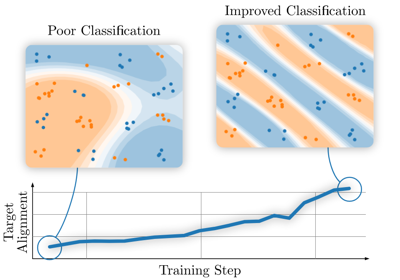 Improved Classification
Poor Classification
Target
Alignment
Training Step